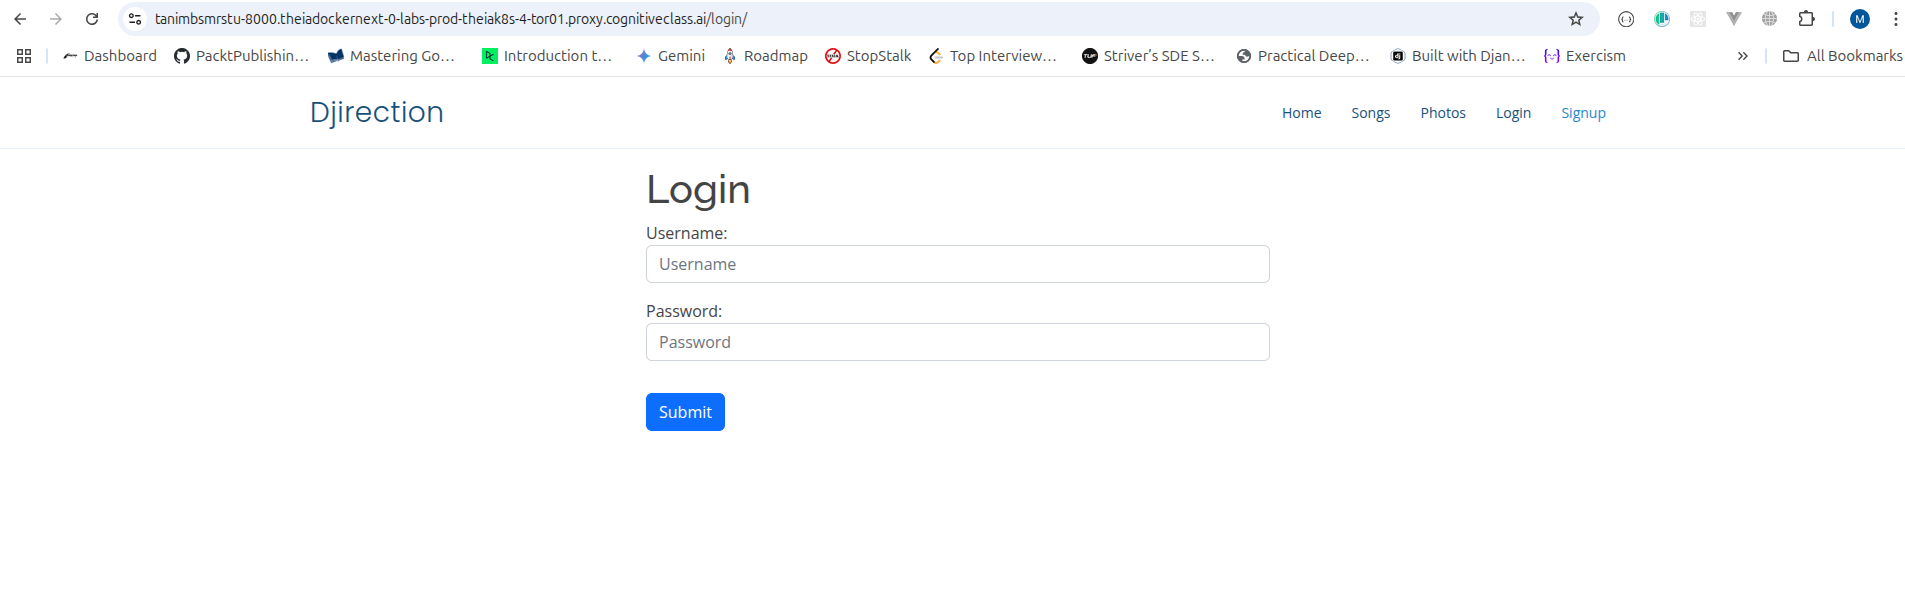 tanimbsmrstu-8000.theiadockernext-0-labs-prod-theiak8s-4-tor01.proxy.cognitiveclass.ai/login/ M
Dashboard PacktPublishin... Mastering Go... Introduction t... Gemini Roadmap StopStalk Top Interview... Striver's SDE S... Practical Deep... Built with Djan... Exercism » All Bookmarks
Djirection Home Songs Photos Login Signup
Login
Username:
Username
Password:
Password
Submit